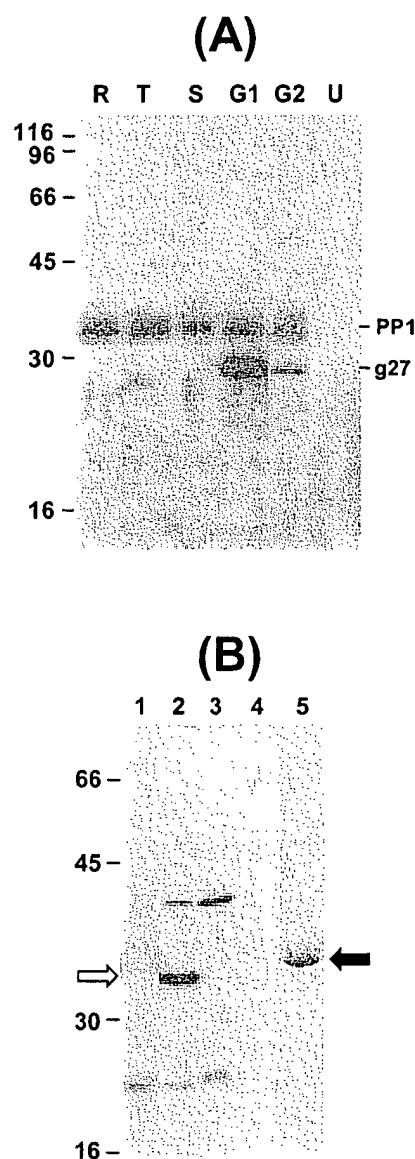 (A)
R T S G1 G2 U
116 –
96 –
66 –
45 –
– PP1
30 –
– g27
16 –
(B)
1 2 3 4 5
66 –
45 –
30 –
16 –